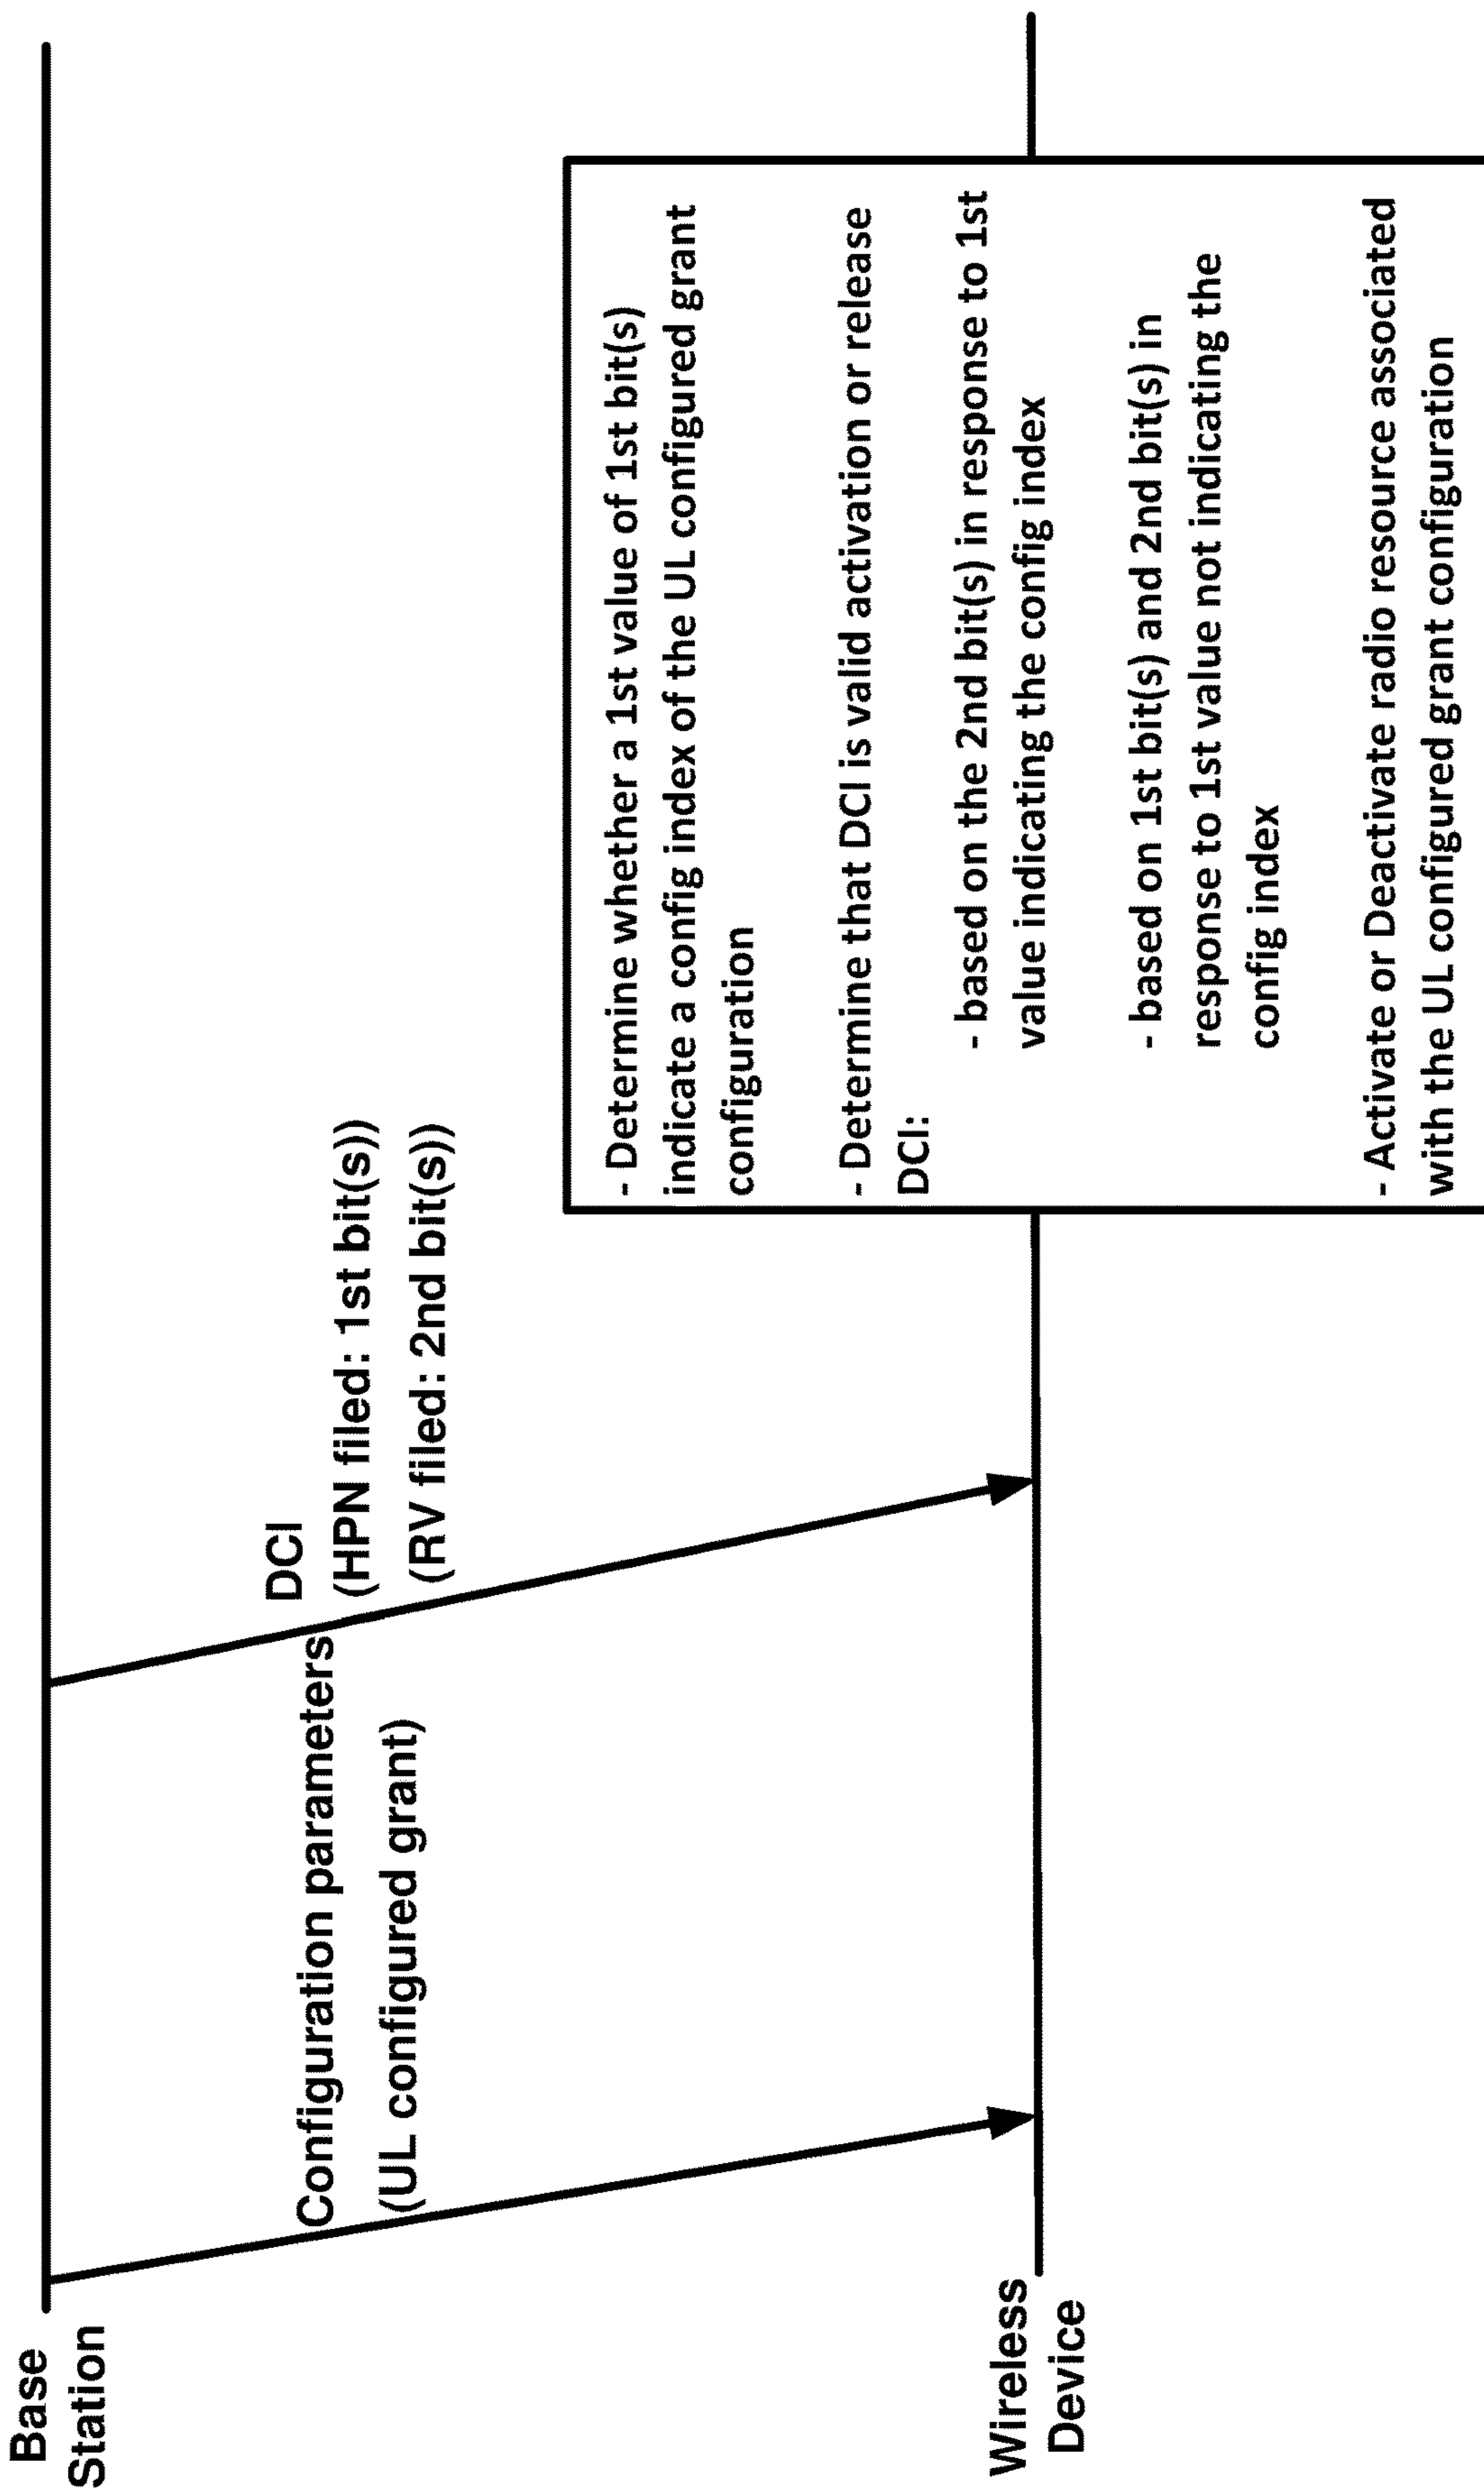 Base
Station
Configuration parameters
(UL configured grant)
DCI
(HPN filed: 1st bit(s))
(RV filed: 2nd bit(s))
Wireless
Device
- Determine whether a 1st value of 1st bit(s)
indicate a config index of the UL configured grant
configuration
- Determine that DCI is valid activation or release
DCI:
- based on the 2nd bit(s) in response to 1st
value indicating the config index
- based on 1st bit(s) and 2nd bit(s) in
response to 1st value not indicating the
config index
- Activate or Deactivate radio resource associated
with the UL configured grant configuration